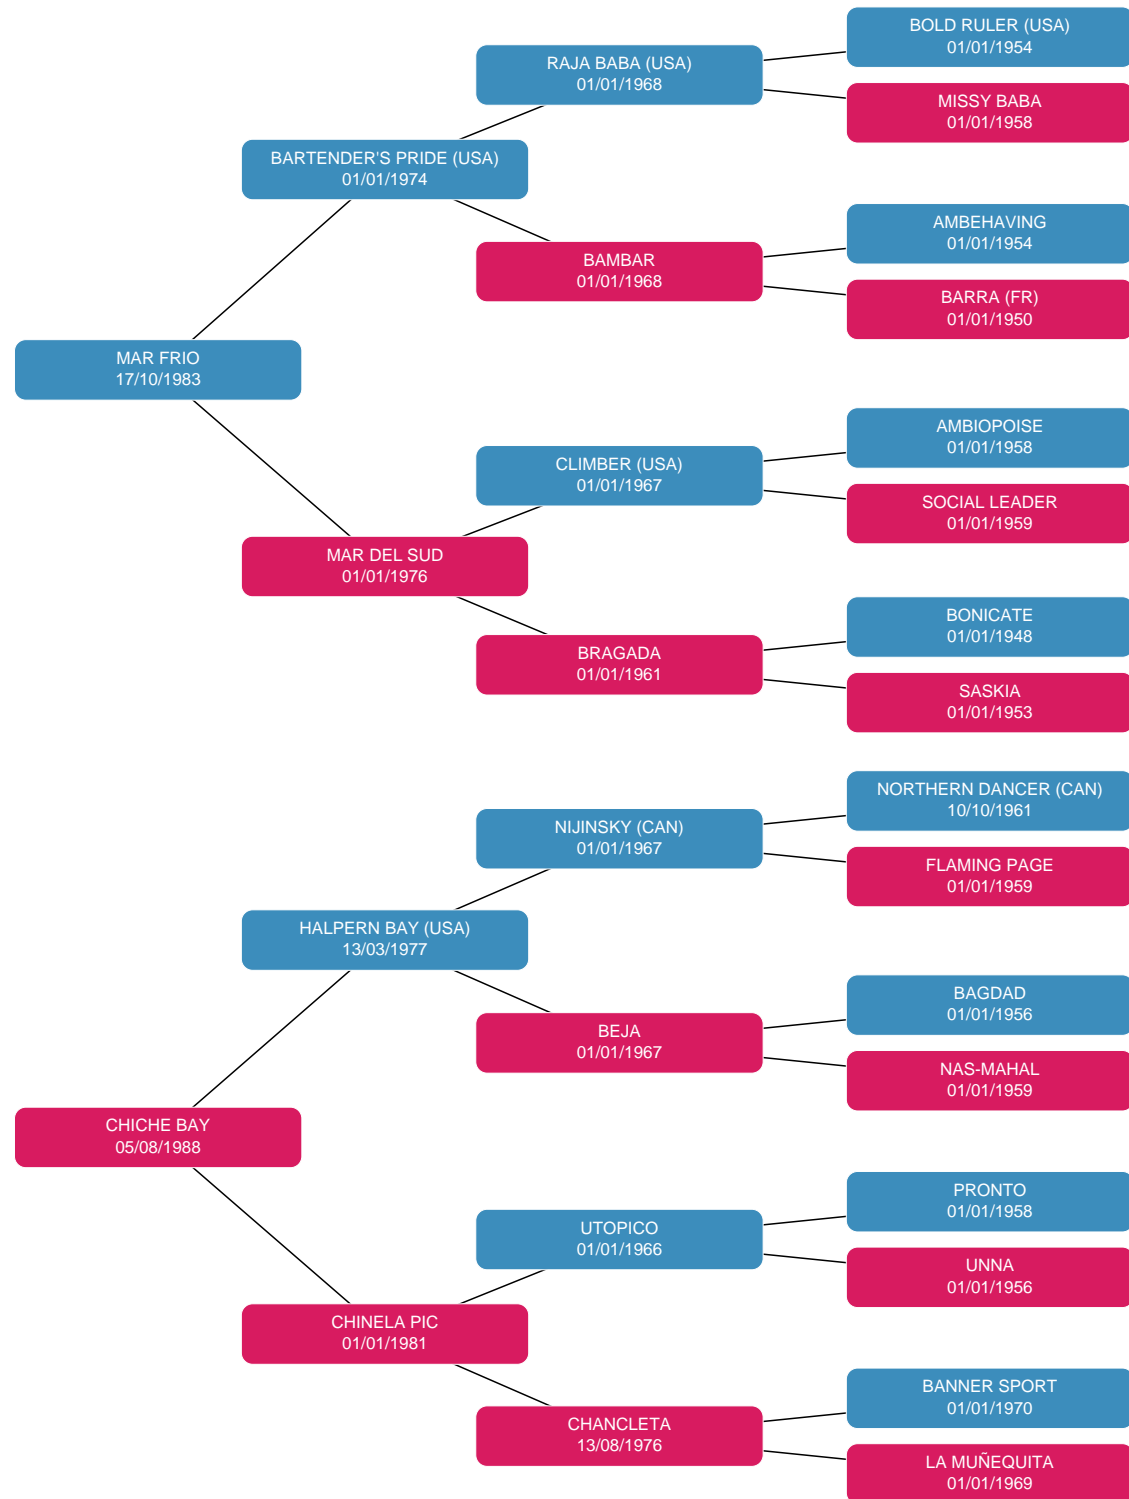 BOLD RULER (USA)
01/01/1954
RAJA BABA (USA)
01/01/1968
MISSY BABA
01/01/1958
BARTENDER'S PRIDE (USA)
01/01/1974
AMBEHAVING
01/01/1954
BAMBAR
01/01/1968
BARRA (FR)
01/01/1950
MAR FRIO
17/10/1983
AMBIOPOISE
01/01/1958
CLIMBER (USA)
01/01/1967
SOCIAL LEADER
01/01/1959
MAR DEL SUD
01/01/1976
BONICATE
01/01/1948
BRAGADA
01/01/1961
SASKIA
01/01/1953
NORTHERN DANCER (CAN)
10/10/1961
NIJINSKY (CAN)
01/01/1967
FLAMING PAGE
01/01/1959
HALPERN BAY (USA)
13/03/1977
BAGDAD
01/01/1956
BEJA
01/01/1967
NAS-MAHAL
01/01/1959
CHICHE BAY
05/08/1988
PRONTO
01/01/1958
UTOPICO
01/01/1966
UNNA
01/01/1956
CHINELA PIC
01/01/1981
BANNER SPORT
01/01/1970
CHANCLETA
13/08/1976
LA MUÑEQUITA
01/01/1969